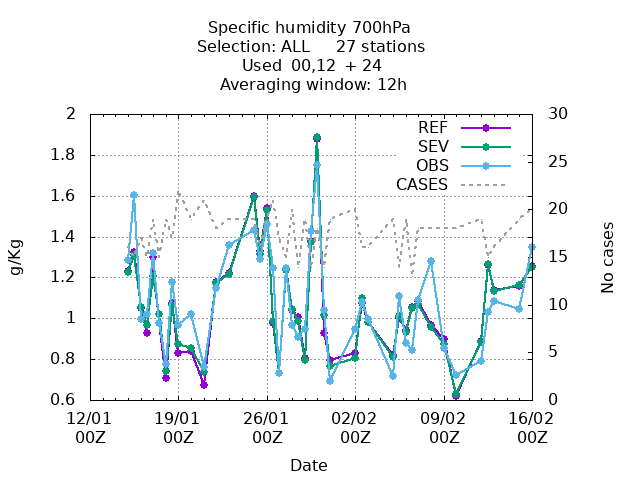 Specific humidity 700hPa
Selection: ALL 27 stations
Used 00,12 + 24
Averaging window: 12h
2 30
REF
1.8 SEV 25
OBS
CASES
1.6 20
1.4 15
1.2
1 10
0.8 5
0.6 0
g/Kg
No cases
12/01 19/01 26/01 02/02 09/02 16/02
00Z 00Z 00Z 00Z 00Z 00Z
Date